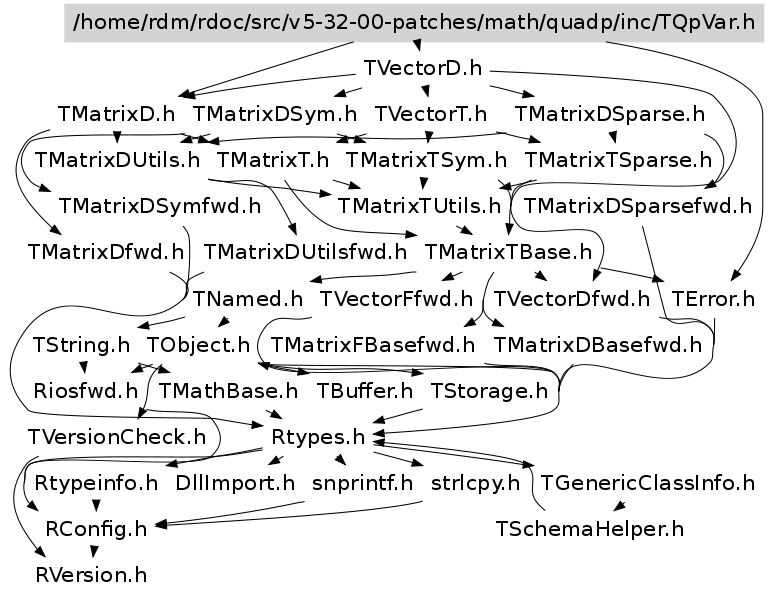 /home/rdm/rdoc/src/v5-32-00-patches/math/quadp/inc/TQpVar.h
TVectorD.h
TMatrixD.h TMatrixDSym.h TVectorT.h TMatrixDSparse.h
TMatrixDUtils.h TMatrixT.h TMatrixTSym.h TMatrixTSparse.h
TMatrixDSymfwd.h TMatrixTUtils.h TMatrixDSparsefwd.h
TMatrixDfwd.h TMatrixDUtilsfwd.h TMatrixTBase.h
TNamed.h TVectorFfwd.h TVectorDfwd.h TError.h
TString.h TObject.h TMatrixFBasefwd.h TMatrixDBasefwd.h
Riosfwd.h TMathBase.h TBuffer.h TStorage.h
TVersionCheck.h Rtypes.h
Rtypeinfo.h DllImport.h snprintf.h strlcpy.h TGenericClassInfo.h
RConfig.h TSchemaHelper.h
RVersion.h